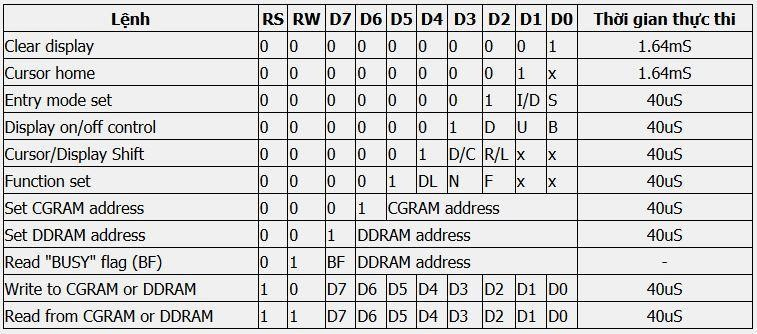 Lệnh RS RW D7 D6 D5 D4 D3 D2 D1 D0 Thời gian thực thi
Clear display 0 0 0 0 0 0 0 0 0 1 1.64mS
Cursor home 0 0 0 0 0 0 0 0 1 x 1.64mS
Entry mode set 0 0 0 0 0 0 0 1 I/D S 40uS
Display on/off control 0 0 0 0 0 0 1 D U B 40uS
Cursor/Display Shift 0 0 0 0 0 1 D/C R/L x x 40uS
Function set 0 0 0 0 1 DL N F x x 40uS
Set CGRAM address 0 0 0 1 CGRAM address 40uS
Set DDRAM address 0 0 1 DDRAM address 40uS
Read "BUSY" flag (BF) 0 1 BF DDRAM address -
Write to CGRAM or DDRAM 1 0 D7 D6 D5 D4 D3 D2 D1 D0 40uS
Read from CGRAM or DDRAM 1 1 D7 D6 D5 D4 D3 D2 D1 D0 40uS